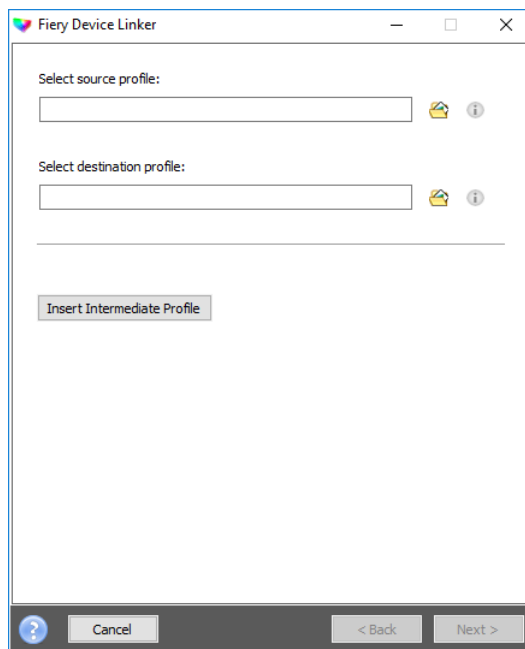 Fiery Device Linker
Select source profile:
Select destination profile:
Insert Intermediate Profile
? Cancel < Back Next >